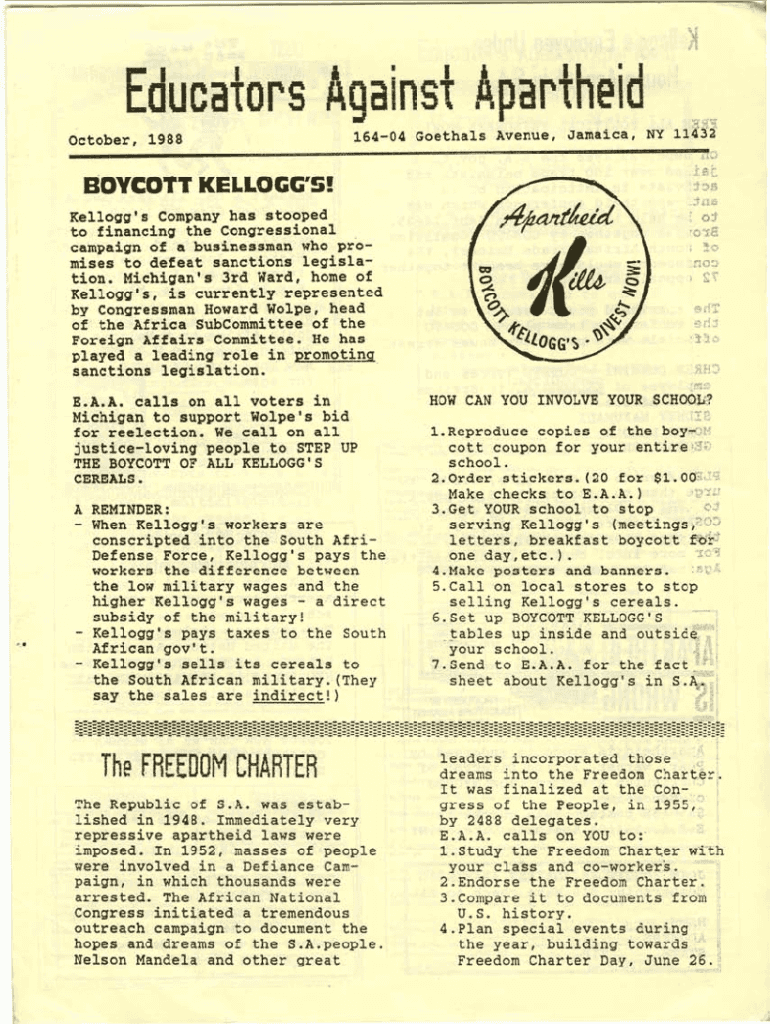 Educators Against Apartheid
October, 1988
164-04 Goethals Avenue, Jamaica, NY 11432
BOYCOTT KELLOGG'S!
Kellogg's Company has stooped
to financing the Congressional
campaign of a businessman who pro-
mises to defeat sanctions legisla-
tion. Michigan's 3rd Ward, home of
Kellogg's, is currently represented
by Congressman Howard Wolpe, head
of the Africa SubCommittee of the
Foreign Affairs Committee. He has
played a leading role in promoting
sanctions legislation.
E.A.A. calls on all voters in
Michigan to support Wolpe's bid
for reelection. We call on all
justice-loving people to STEP UP
THE BOYCOTT OF ALL KELLOGG'S
CEREALS.
A REMINDER:
- When Kellogg's workers are
conscripted into the South Afri-
Defense Force, Kellogg's pays the
workers the difference between
the low military wages and the
higher Kellogg's wages - a direct
subsidy of the military!
- Kellogg's pays taxes to the South
African gov't.
- Kellogg's sells its cereals to
the South African military.(They
say the sales are indirect!)
Apartheid
Kills
BOYCOTT KELLOGG'S · DIVEST NOW!
HOW CAN YOU INVOLVE YOUR SCHOOL?
1.Reproduce copies of the boy-
cott coupon for your entire
school.
2.Order stickers.(20 for $1.00
Make checks to E.A.A.)
3.Get YOUR school to stop
serving Kellogg's (meetings,
letters, breakfast boycott for
one day,etc.).
4.Make posters and banners.
5.Call on local stores to stop
selling Kellogg's cereals.
6.Set up BOYCOTT KELLOGG'S
tables up inside and outside
your school.
7.Send to E.A.A. for the fact
sheet about Kellogg's in S.A.
The FREEDOM CHARTER
The Republic of S.A. was estab-
lished in 1948. Immediately very
repressive apartheid laws were
imposed. In 1952, masses of people
were involved in a Defiance Cam-
paign, in which thousands were
arrested. The African National
Congress initiated a tremendous
outreach campaign to document the
hopes and dreams of the S.A.people.
Nelson Mandela and other great
leaders incorporated those
dreams into the Freedom Charter.
It was finalized at the Con-
gress of the People, in 1955,
by 2488 delegates.
E.A.A. calls on YOU to:
1.Study the Freedom Charter with
your class and co-workers.
2.Endorse the Freedom Charter.
3.Compare it to documents from
U.S. history.
4.Plan special events during
the year, building towards
Freedom Charter Day, June 26.